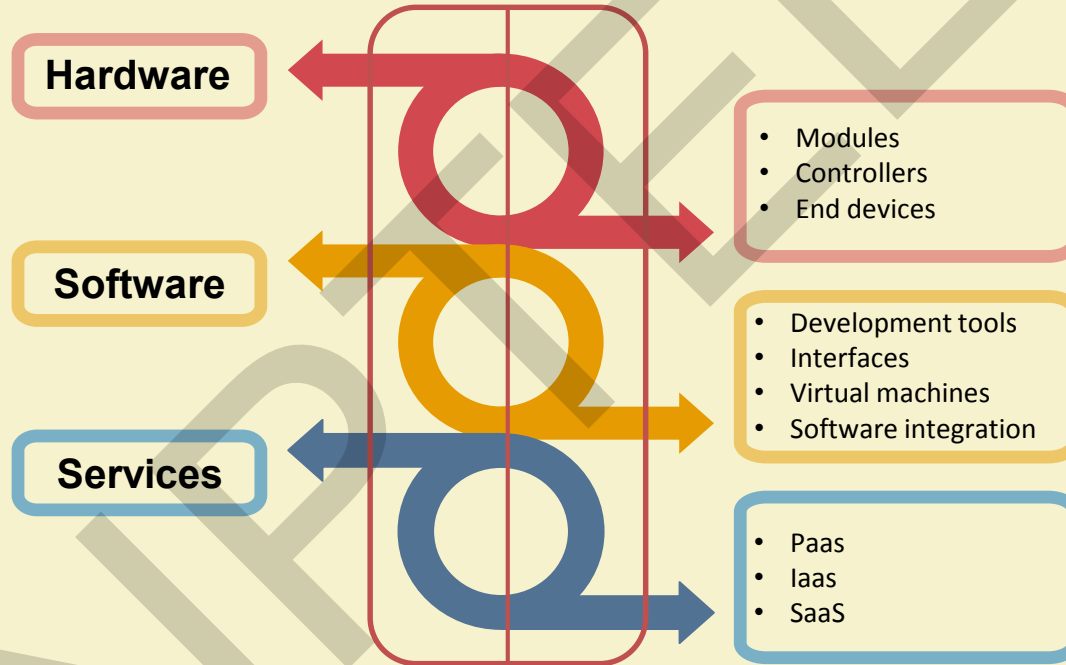 Hardware
• Modules
• Controllers
• End devices
Software
• Development tools
• Interfaces
• Virtual machines
• Software integration
Services
• Paas
• Iaas
• SaaS